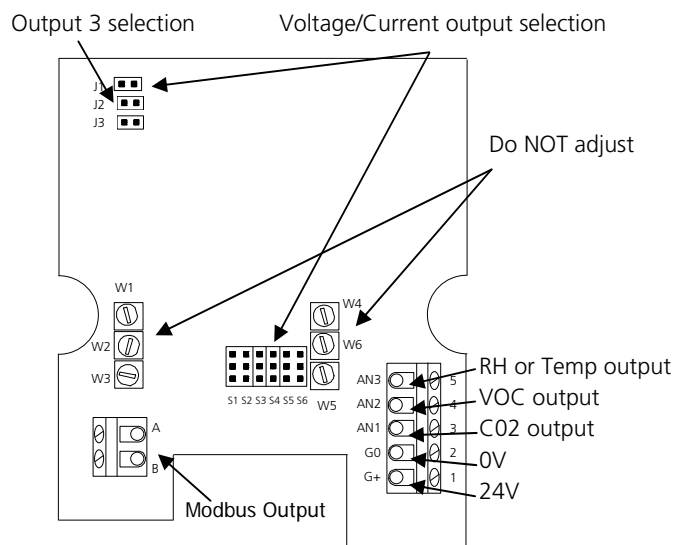 Output 3 selection
Voltage/Current output selection
J1
J2
J3
Do NOT adjust
W1
W4
W2
W6
W3
W5
S1 S2 S3 S4 S5 S6
AN3
5
RH or Temp output
AN2
4
VOC output
AN1
3
C02 output
G0
2
0V
G+
1
24V
A
B
Modbus Output